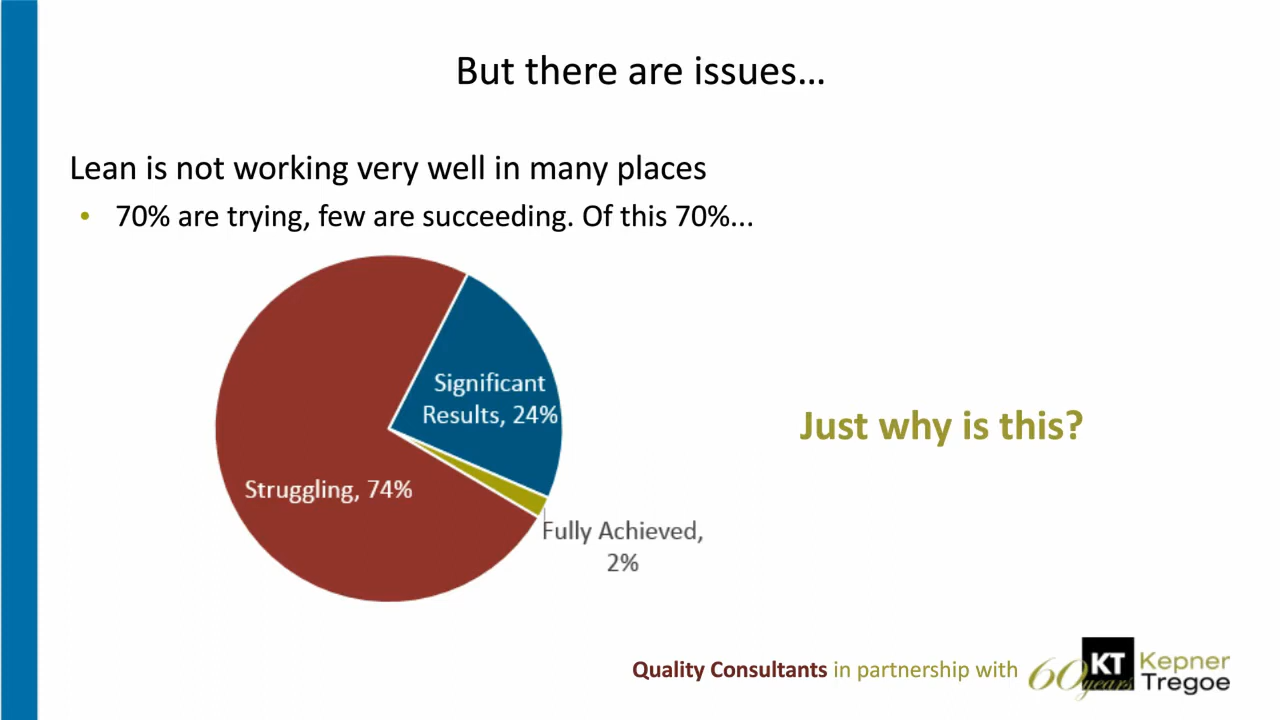 But there are issues…
Lean is not working very well in many places
• 70% are trying, few are succeeding. Of this 70%...
Significant
Results, 24%
Just why is this?
Struggling, 74%
Fully Achieved,
2%
Quality Consultants in partnership with
60 years
KT
Kepner
Tregoe